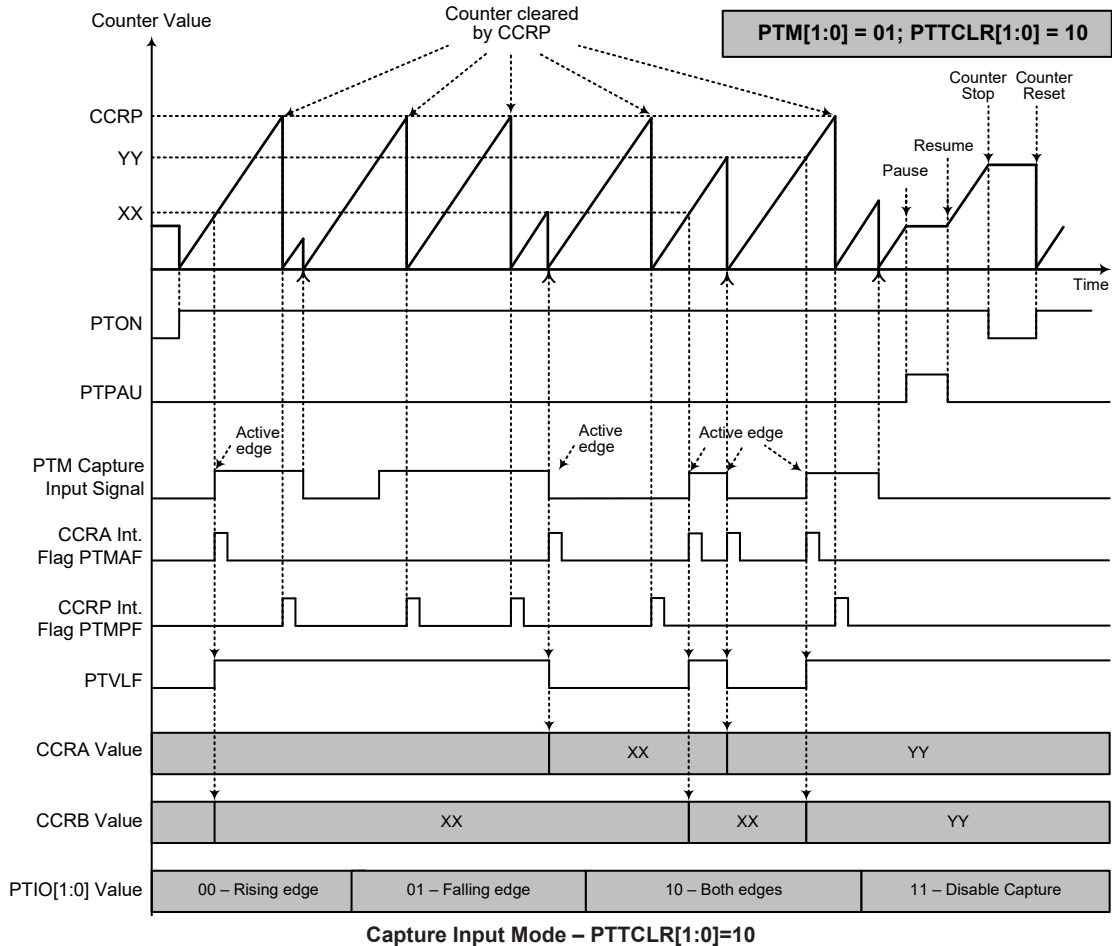 Counter Value
Counter cleared
by CCRP
PTM[1:0] = 01; PTTCLR[1:0] = 10
Counter
Stop
Counter
Reset
CCRP
YY
Resume
Pause
XX
Time
PTON
PTPAU
Active
edge
Active
edge
Active edge
PTM Capture
Input Signal
CCRA Int.
Flag PTMAF
CCRP Int.
Flag PTMPF
PTVLF
CCRA Value
XX
YY
CCRB Value
XX
XX
YY
PTIO[1:0] Value
00 – Rising edge
01 – Falling edge
10 – Both edges
11 – Disable Capture
Capture Input Mode – PTTCLR[1:0]=10